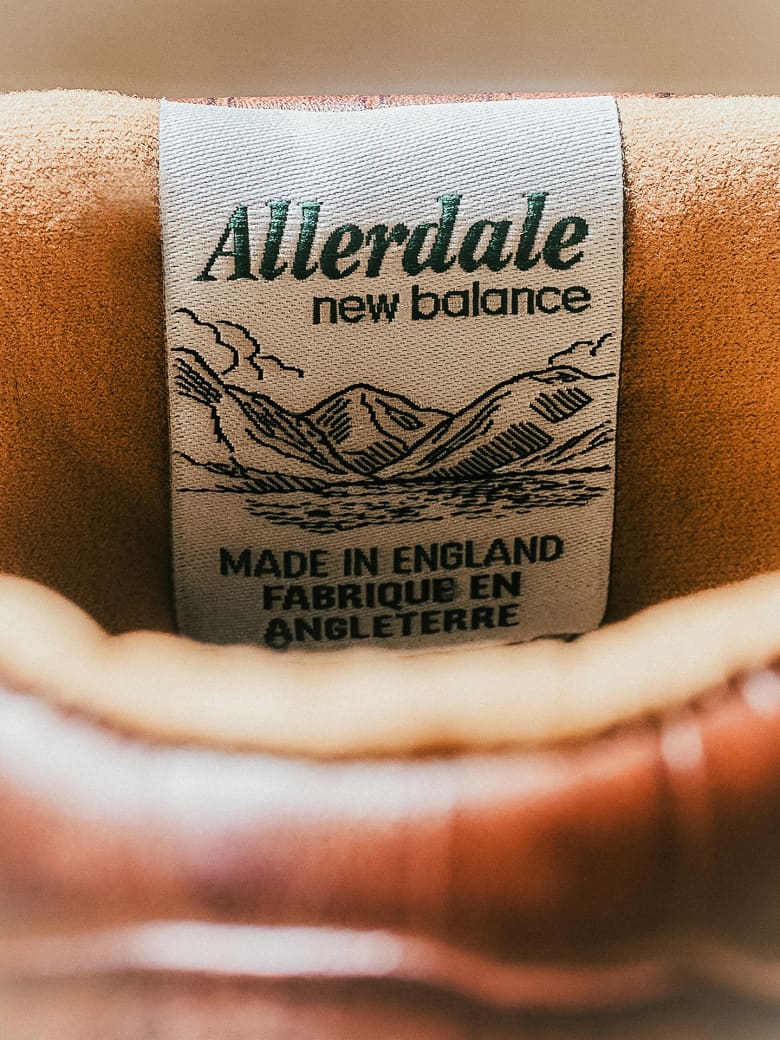 Allerdale
new balance
MADE IN ENGLAND
FABRIQUE EN
ANGLETERRE